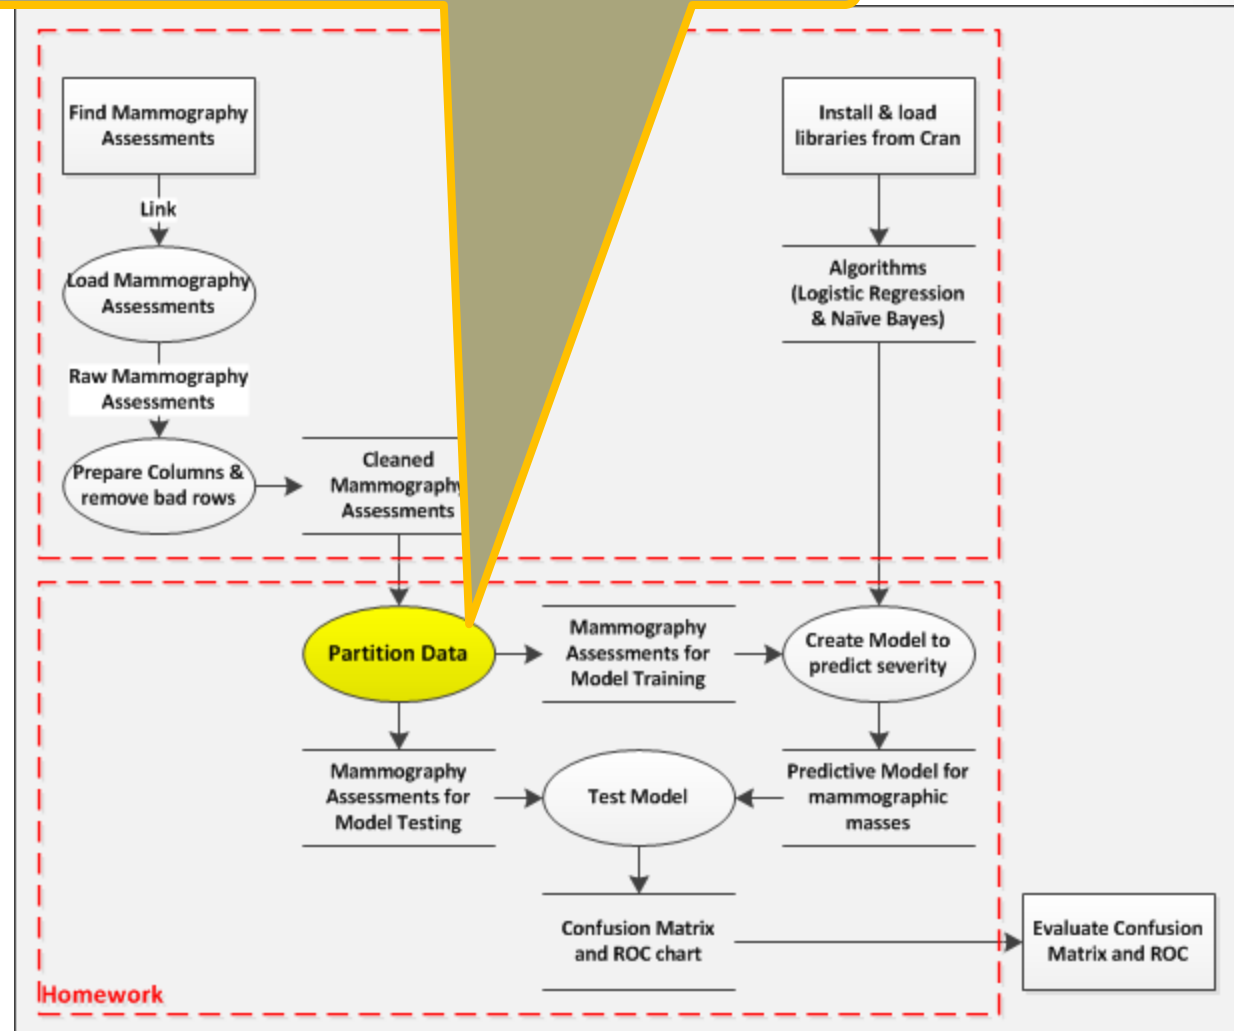 Find Mammography
Assessments
Link
Load Mammography
Assessments
Raw Mammography
Assessments
Prepare Columns &
remove bad rows
Cleaned
Mammography
Assessments
Install & load
libraries from Cran
Algorithms
(Logistic Regression
& Naïve Bayes)
Partition Data
Mammography
Assessments for
Model Training
Create Model to
predict severity
Mammography
Assessments for
Model Testing
Test Model
Predictive Model for
mammographic
masses
Confusion Matrix
and ROC chart
Evaluate Confusion
Matrix and ROC
Homework